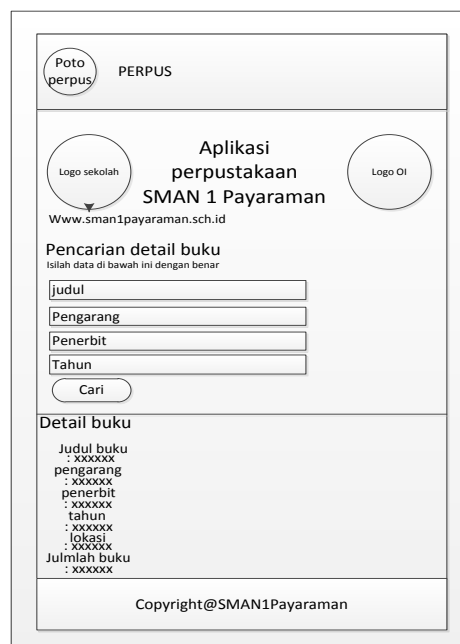 Poto
perpus
PERPUS
Logo sekolah
Aplikasi
perpustakaan
SMAN 1 Payaraman
Logo OI
Www.sman1payaraman.sch.id
Pencarian detail buku
Isilah data di bawah ini dengan benar
judul
Pengarang
Penerbit
Tahun
Cari
Detail buku
Judul buku
: xxxxxx
pengarang
: xxxxxx
penerbit
: xxxxxx
tahun
: xxxxxx
lokasi
: xxxxxx
Julmlah buku
: xxxxxx
Copyright@SMAN1Payaraman